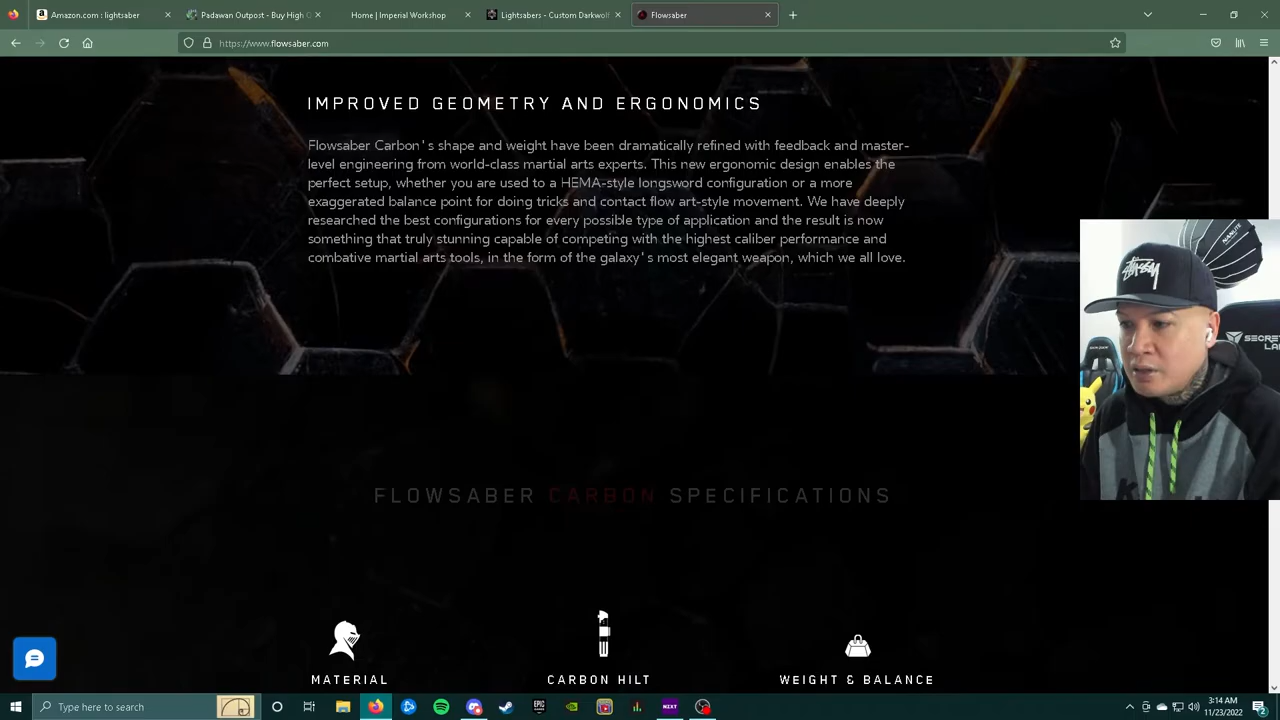 Amazon.com : lightsaber
Padawan Outpost - Buy High
Home | Imperial Workshop
Lightsabers - Custom Darkwolf
Flowsaber
https://www.flowsaber.com
IMPROVED GEOMETRY AND ERGONOMICS
Flowsaber Carbon's shape and weight have been dramatically refined with feedback and master-
level engineering from world-class martial arts experts. This new ergonomic design enables the
perfect setup, whether you are used to a HEMA-style longsword configuration or a more
exaggerated balance point for doing tricks and contact flow art-style movement. We have deeply
researched the best configurations for every possible type of application and the result is now
something that truly stunning capable of competing with the highest caliber performance and
combative martial arts tools, in the form of the galaxy's most elegant weapon, which we all love.
NANLITE
STÜSSY
SECRET
LAB
FLOWSABER CARBON SPECIFICATIONS
MATERIAL
CARBON HILT
WEIGHT & BALANCE
Type here to search
EPIC
NZXT
3:14 AM
11/23/2022
2